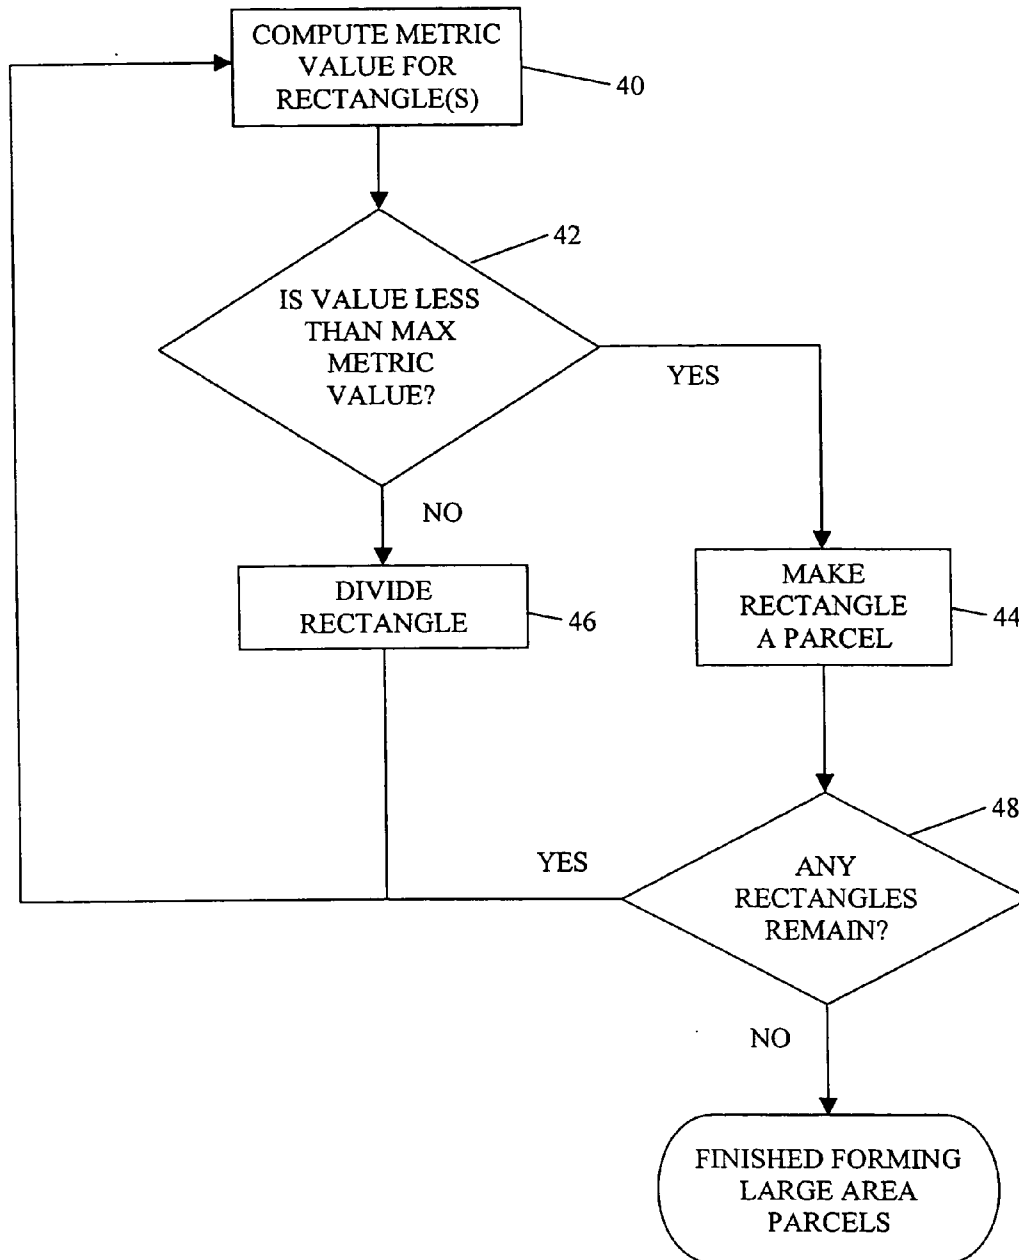 COMPUTE METRIC
VALUE FOR
RECTANGLE(S)
40
42
IS VALUE LESS
THAN MAX
METRIC
VALUE?
YES
NO
DIVIDE
RECTANGLE
46
MAKE
RECTANGLE
A PARCEL
44
48
YES
ANY
RECTANGLES
REMAIN?
NO
FINISHED FORMING
LARGE AREA
PARCELS